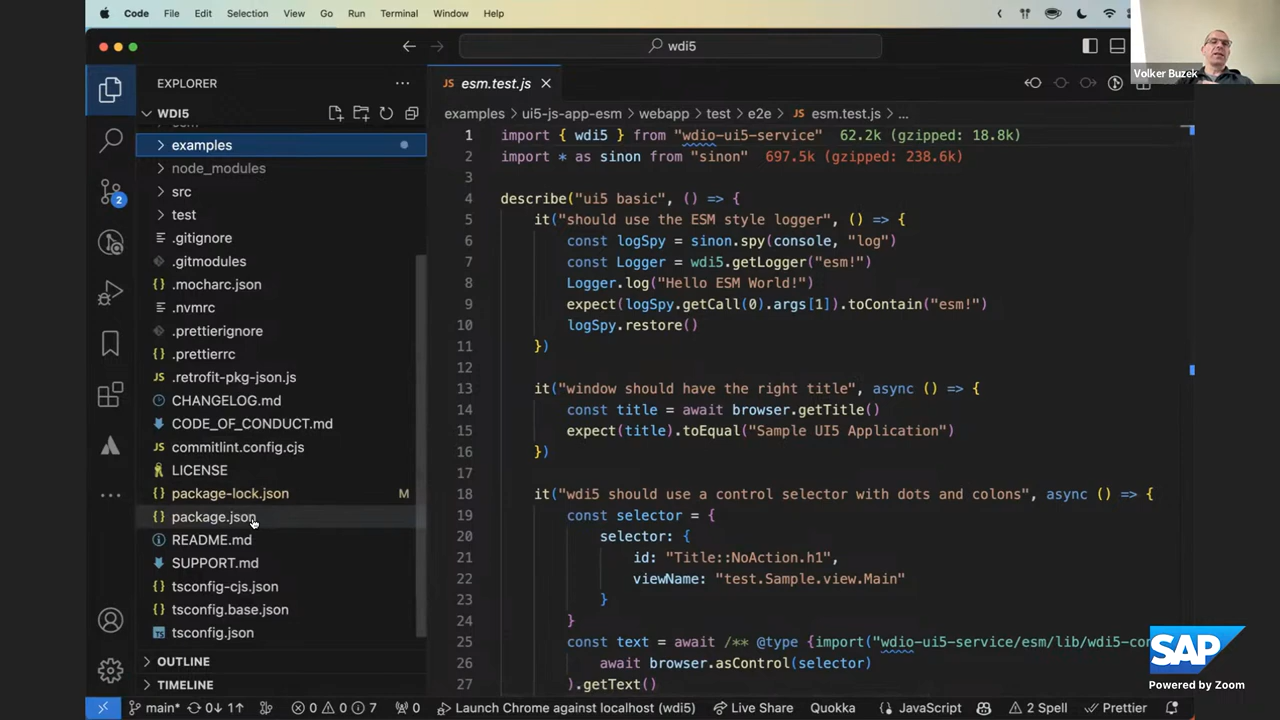 Code File Edit Selection View Go Run Terminal Window Help
wdi5
Volker Buzek
EXPLORER
WDI5
examples
node_modules
src
test
.gitignore
.gitmodules
.mocharc.json
.nvmrc
.prettierignore
.prettierrc
.retrofit-pkg-json.js
CHANGELOG.md
CODE_OF_CONDUCT.md
commitlint.config.cjs
LICENSE
package-lock.json M
package.json
README.md
SUPPORT.md
tsconfig-cjs.json
tsconfig.base.json
tsconfig.json
OUTLINE
TIMELINE
2
JS esm.test.js
examples > ui5-js-app-esm > webapp > test > e2e > JS esm.test.js > ...
1 import { wdi5 } from "wdio-ui5-service" 62.2k (gzipped: 18.8k)
2 import * as sinon from "sinon" 697.5k (gzipped: 238.6k)
3
4 describe("ui5 basic", () => {
5 it("should use the ESM style logger", () => {
6 const logSpy = sinon.spy(console, "log")
7 const Logger = wdi5.getLogger("esm!")
8 Logger.log("Hello ESM World!")
9 expect(logSpy.getCall(0).args[1]).toContain("esm!")
10 logSpy.restore()
11 })
12
13 it("window should have the right title", async () => {
14 const title = await browser.getTitle()
15 expect(title).toEqual("Sample UI5 Application")
16 })
17
18 it("wdi5 should use a control selector with dots and colons", async () => {
19 const selector = {
20 selector: {
21 id: "Title::NoAction.h1",
22 viewName: "test.Sample.view.Main"
23 }
24 }
25 const text = await /** @type {import("wdio-ui5-service/esm/lib/wdi5-co
26 await browser.asControl(selector)
27 ).getText()
SAP
Powered by Zoom
main* 0↓ 1↑ 0 0 7 0 Launch Chrome against localhost (wdi5) Live Share Quokka JavaScript 2 Spell Prettier